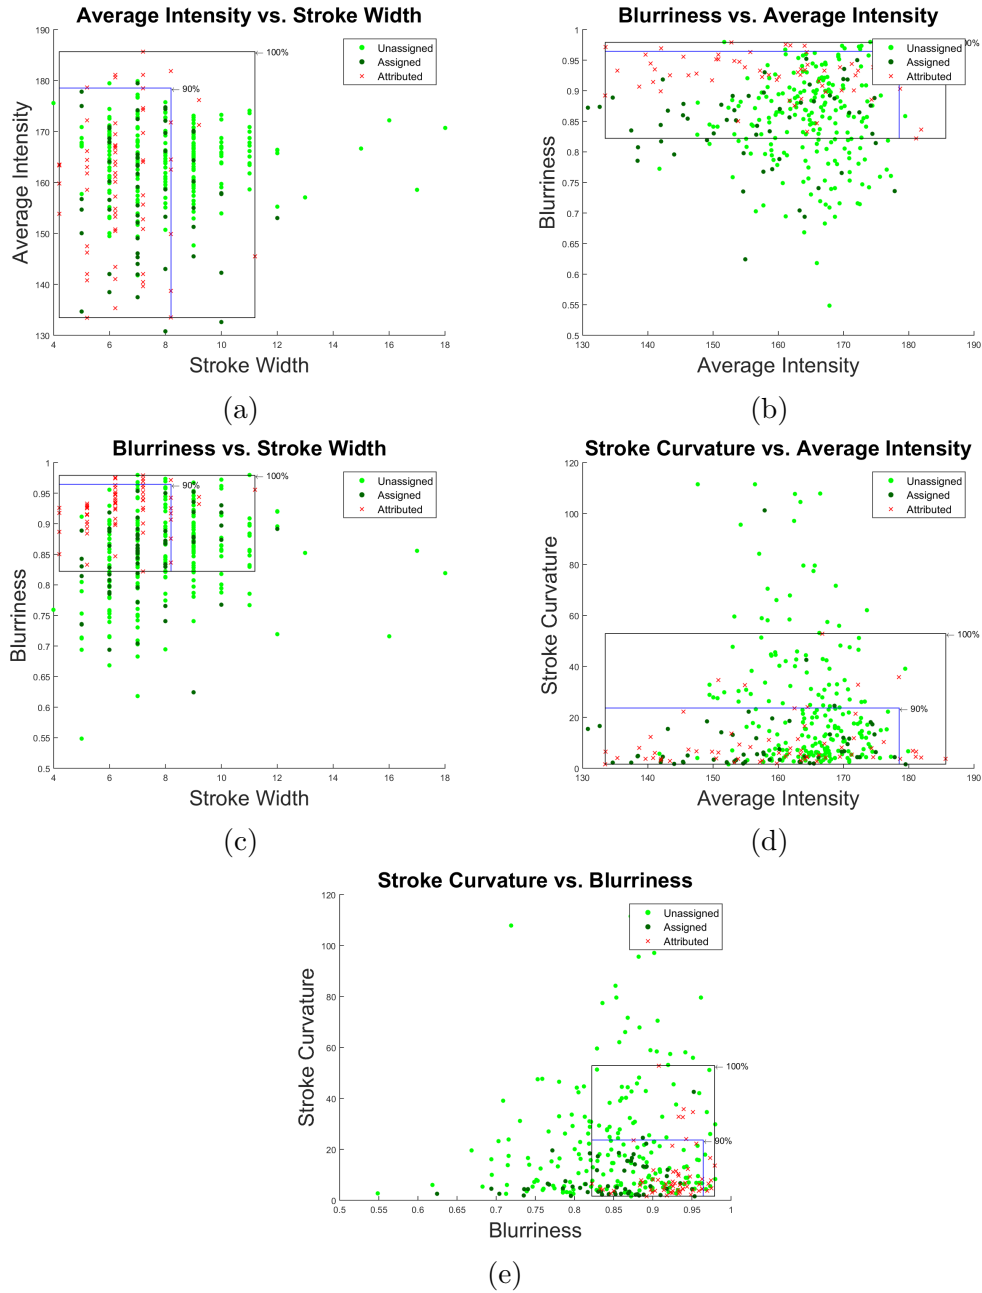 Average Intensity vs. Stroke Width
190
180
170
160
150
140
130
4 6 8 10 12 14 16 18
Average Intensity
Stroke Width
Unassigned
Assigned
Attributed
100%
90%
(a)
Blurriness vs. Average Intensity
1
0.95
0.9
0.85
0.8
0.75
0.7
0.65
0.6
0.55
0.5
130 140 150 160 170 180 190
Blurriness
Average Intensity
Unassigned
Assigned
Attributed
0%
(b)
Blurriness vs. Stroke Width
1
0.95
0.9
0.85
0.8
0.75
0.7
0.65
0.6
0.55
0.5
4 6 8 10 12 14 16 18
Blurriness
Stroke Width
Unassigned
Assigned
Attributed
100%
90%
(c)
Stroke Curvature vs. Average Intensity
120
100
80
60
40
20
0
130 140 150 160 170 180 190
Stroke Curvature
Average Intensity
Unassigned
Assigned
Attributed
100%
90%
(d)
Stroke Curvature vs. Blurriness
120
100
80
60
40
20
0
0.5 0.55 0.6 0.65 0.7 0.75 0.8 0.85 0.9 0.95 1
Stroke Curvature
Blurriness
Unassigned
Assigned
Attributed
100%
90%
(e)